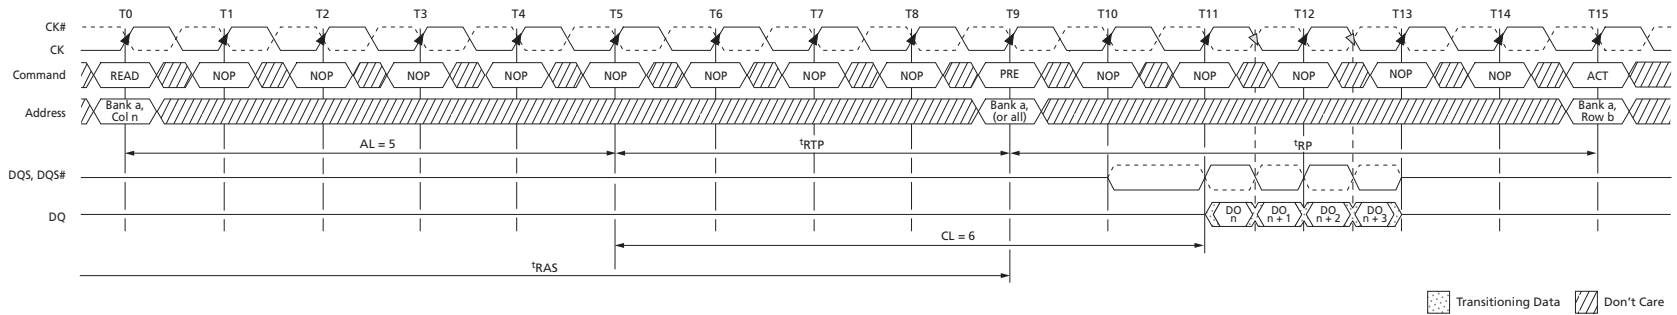 T0 T1 T2 T3 T4 T5 T6 T7 T8 T9 T10 T11 T12 T13 T14 T15
CK#
CK
Command READ NOP NOP NOP NOP NOP NOP NOP NOP PRE NOP NOP NOP NOP NOP ACT
Address
Bank a,
Col n
Bank a,
(or all)
Bank a,
Row b
AL = 5 tRTP tRP
DQS, DQS#
DQ
DO
n
DO
n + 1
DO
n + 2
DO
n + 3
CL = 6
tRAS
Transitioning Data Don't Care